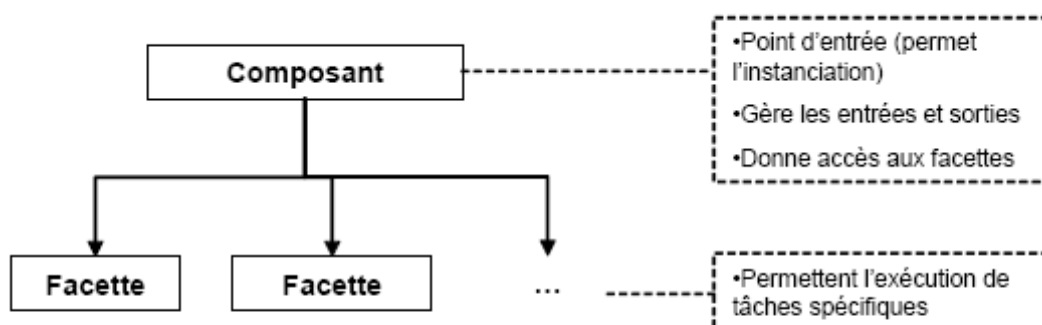 Composant
•Point d'entrée (permet
l'instanciation)
•Gère les entrées et sorties
•Donne accès aux facettes
Facette
Facette
...
•Permettent l'exécution de
tâches spécifiques